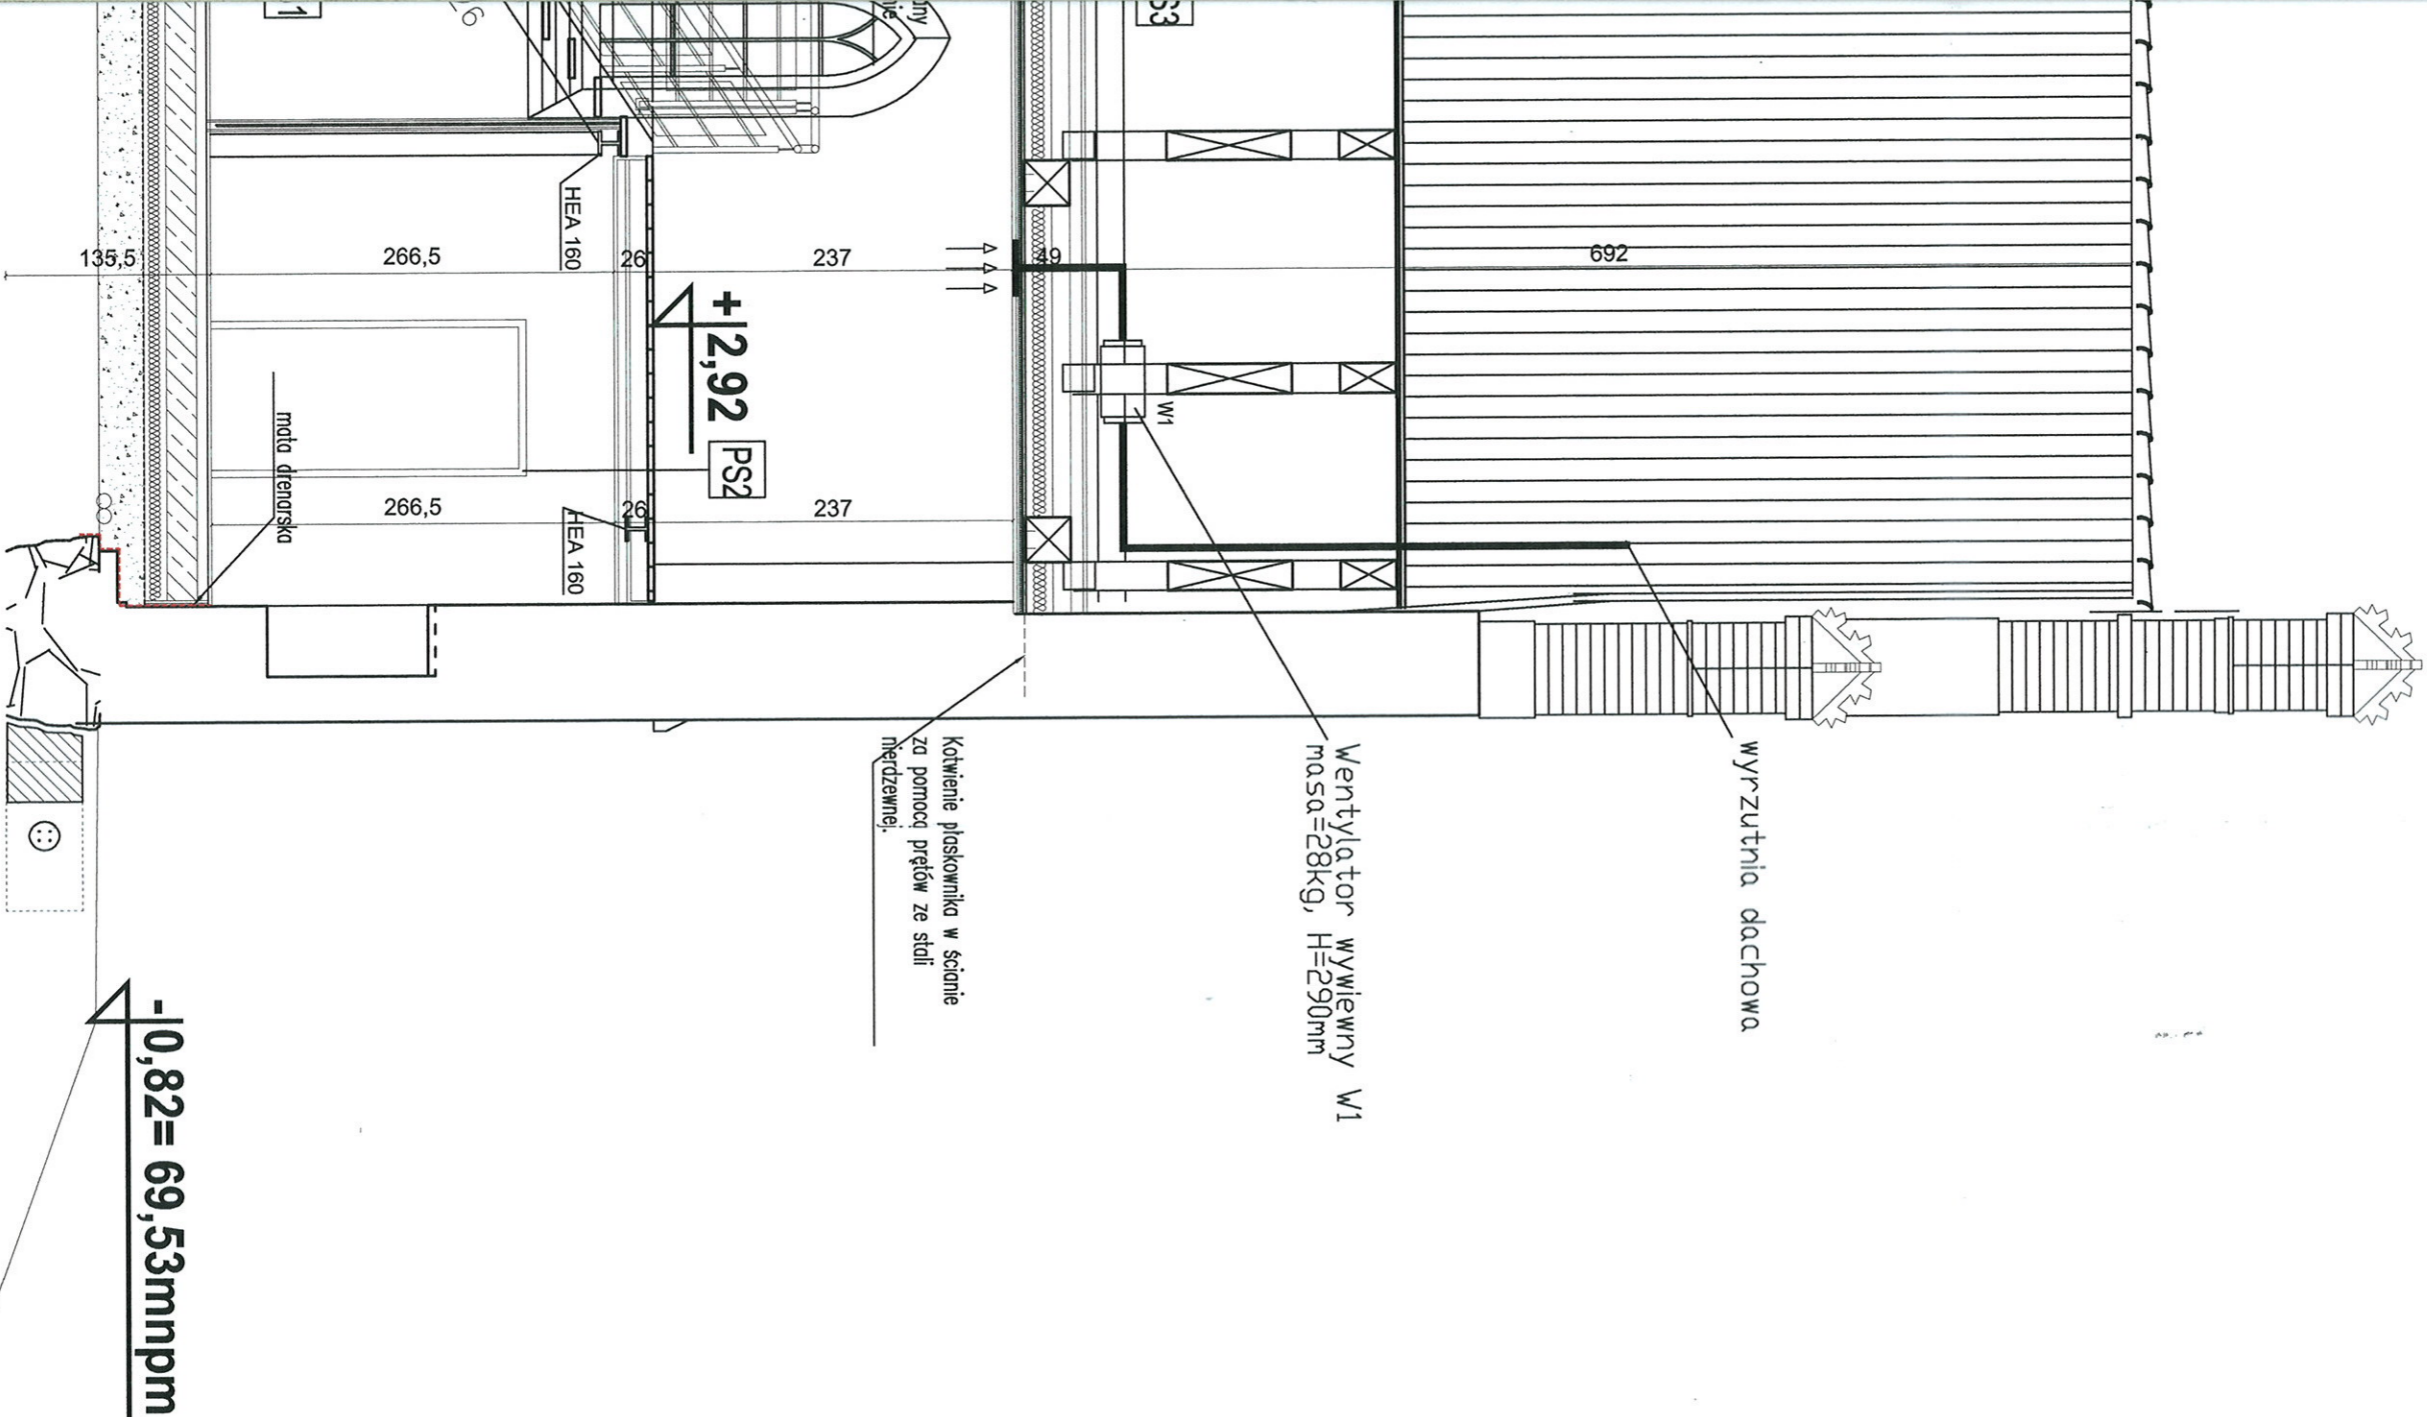 135,5
266,5
26
237
49
692
HEA 160
+2,92
PS2
W1
mata drenarska
266,5
26
237
HEA 160
Kotwienie płaskownika w ścianie
za pomocą prętów ze stali
nierdzewnej.
Wentylator wywiewny W1
masa=28kg, H=290mm
wyrzutnia dachowa
-0,82= 69,53mnpm